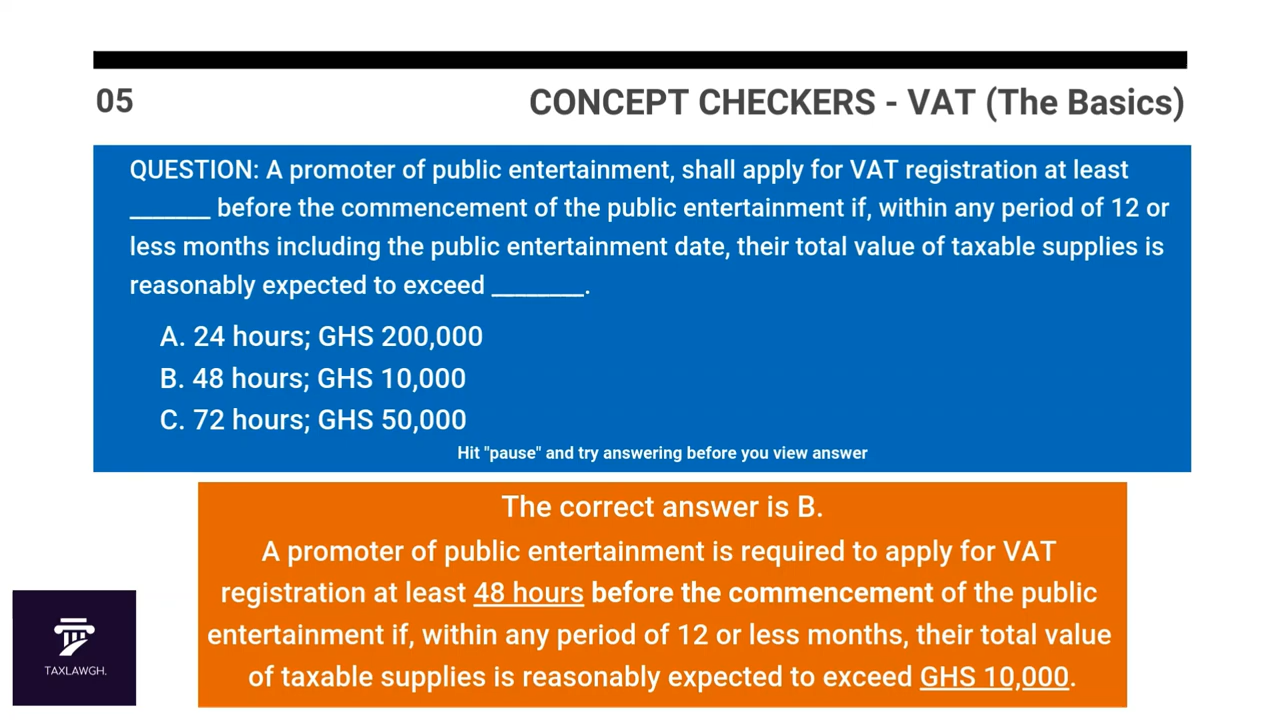 05
CONCEPT CHECKERS - VAT (The Basics)
QUESTION: A promoter of public entertainment, shall apply for VAT registration at least
_______ before the commencement of the public entertainment if, within any period of 12 or
less months including the public entertainment date, their total value of taxable supplies is
reasonably expected to exceed ________.
A. 24 hours; GHS 200,000
B. 48 hours; GHS 10,000
C. 72 hours; GHS 50,000
Hit "pause" and try answering before you view answer
The correct answer is B.
A promoter of public entertainment is required to apply for VAT
registration at least 48 hours before the commencement of the public
entertainment if, within any period of 12 or less months, their total value
of taxable supplies is reasonably expected to exceed GHS 10,000.
TAXLAWGH.